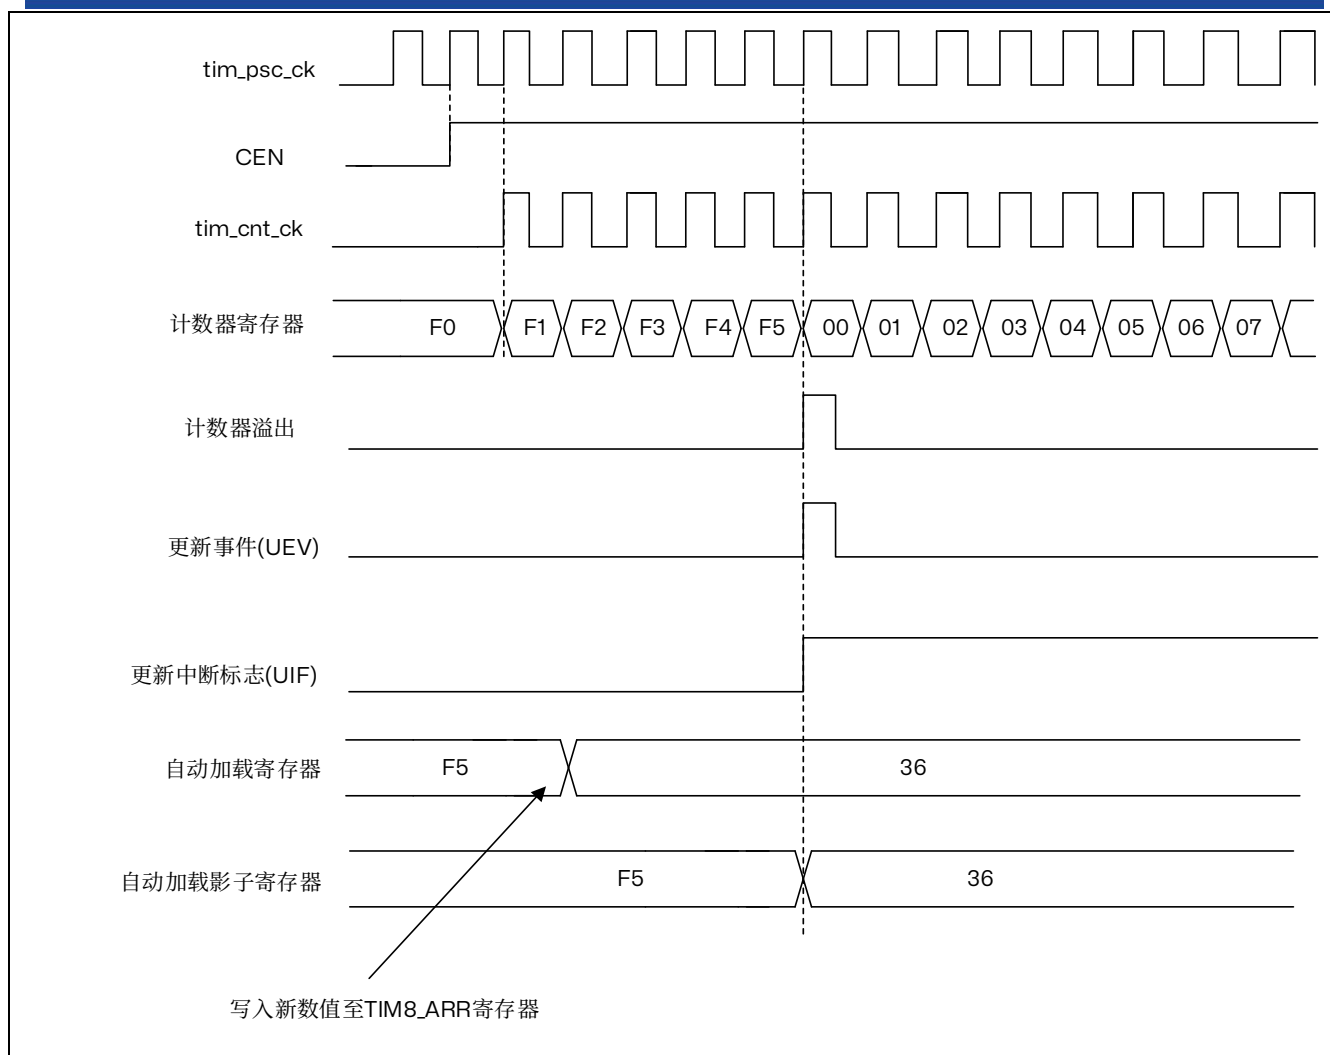 tim_psc_ck
CEN
tim_cnt_ck
计数器寄存器 F0 F1 F2 F3 F4 F5 00 01 02 03 04 05 06 07
计数器溢出
更新事件(UEV)
更新中断标志(UIF)
自动加载寄存器 F5 36
自动加载影子寄存器 F5 36
写入新数值至TIM8_ARR寄存器